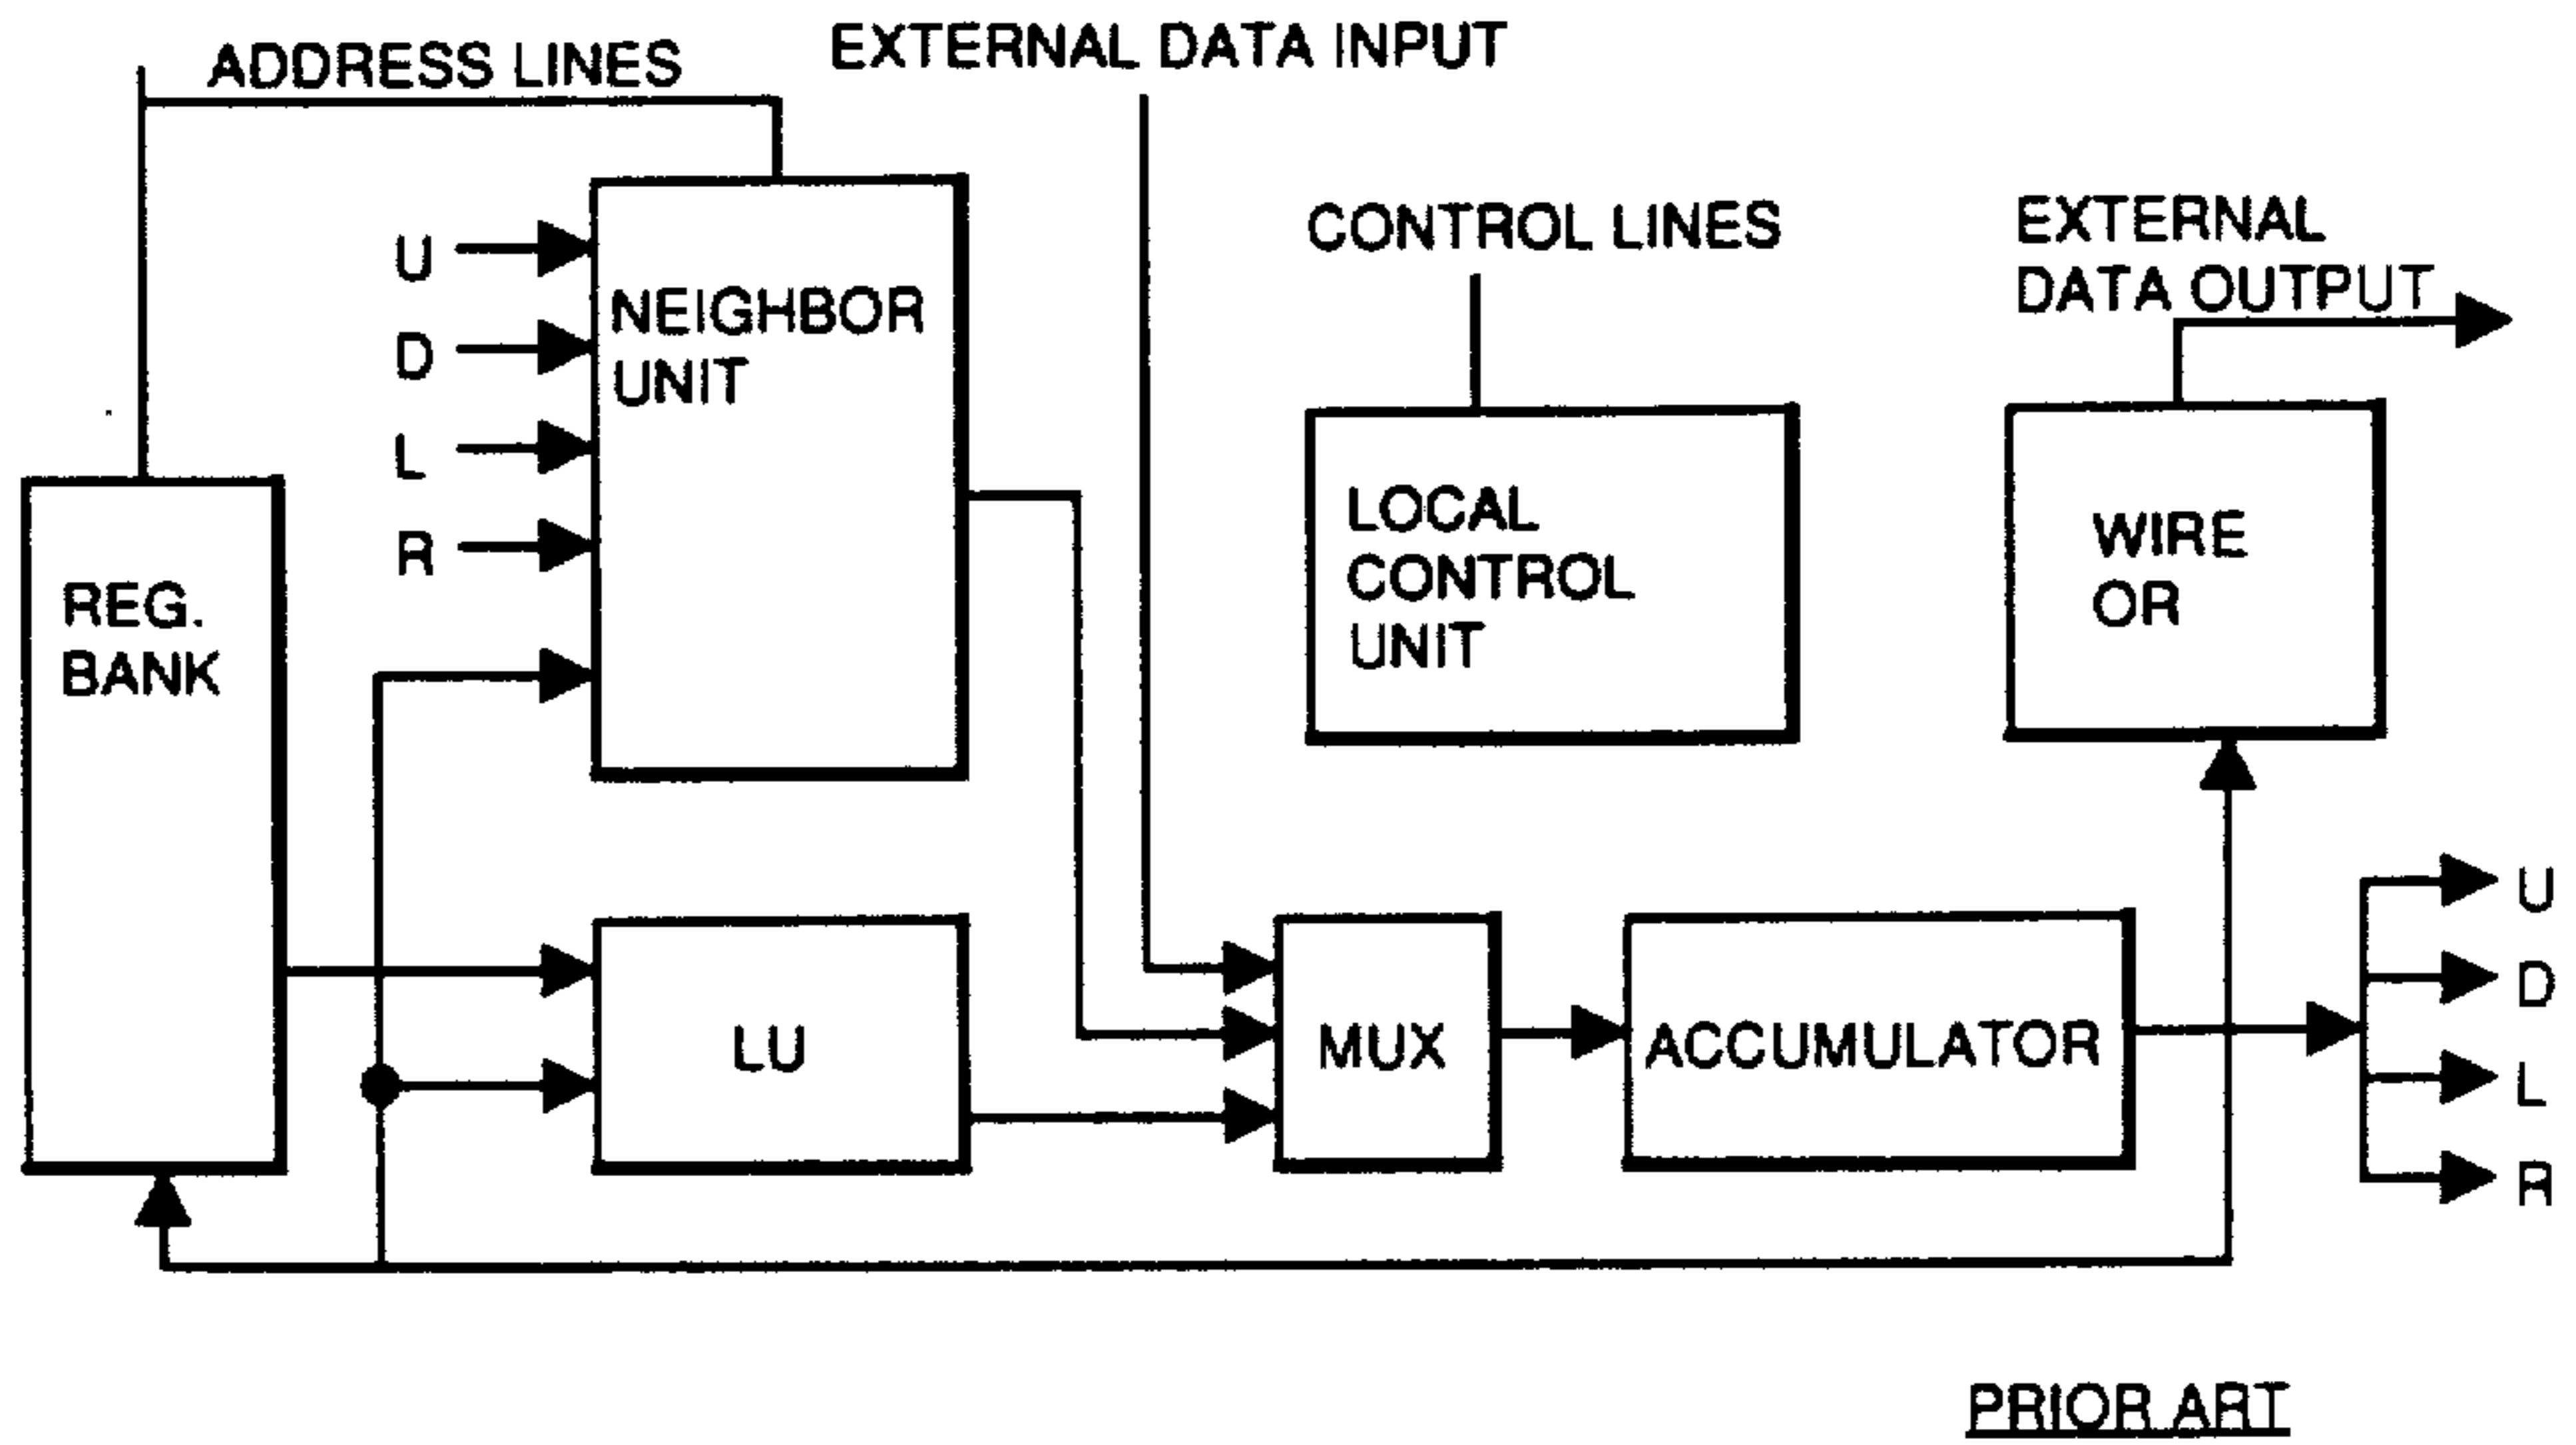 ADDRESS LINES
EXTERNAL DATA INPUT
CONTROL LINES
EXTERNAL
DATA OUTPUT
U
D
L
R
NEIGHBOR
UNIT
LOCAL
CONTROL
UNIT
WIRE
OR
REG.
BANK
LU
MUX
ACCUMULATOR
U
D
L
R
PRIOR ART